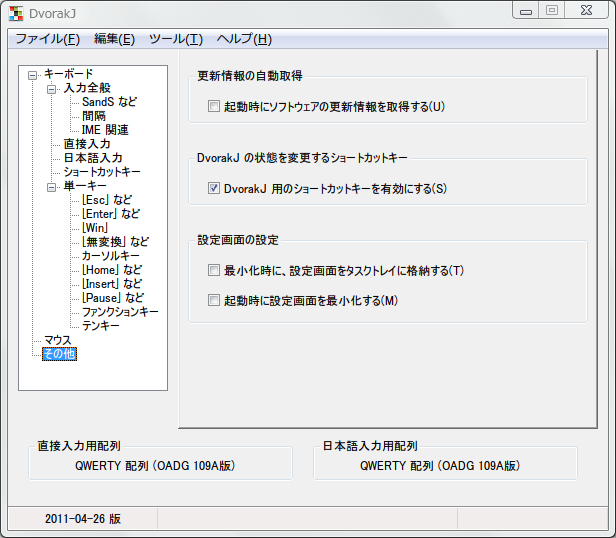 DvorakJ
ファイル(F) 編集(E) ツール(T) ヘルプ(H)
キーボード
入力全般
SandS など
間隔
IME 関連
直接入力
日本語入力
ショートカットキー
単一キー
[Esc] など
[Enter] など
[Win]
[無変換] など
カーソルキー
[Home] など
[Insert] など
[Pause] など
ファンクションキー
テンキー
マウス
その他
更新情報の自動取得
起動時にソフトウェアの更新情報を取得する(U)
DvorakJ の状態を変更するショートカットキー
DvorakJ 用のショートカットキーを有効にする(S)
設定画面の設定
最小化時に、設定画面をタスクトレイに格納する(T)
起動時に設定画面を最小化する(M)
直接入力用配列
QWERTY 配列 (OADG 109A版)
日本語入力用配列
QWERTY 配列 (OADG 109A版)
2011-04-26 版